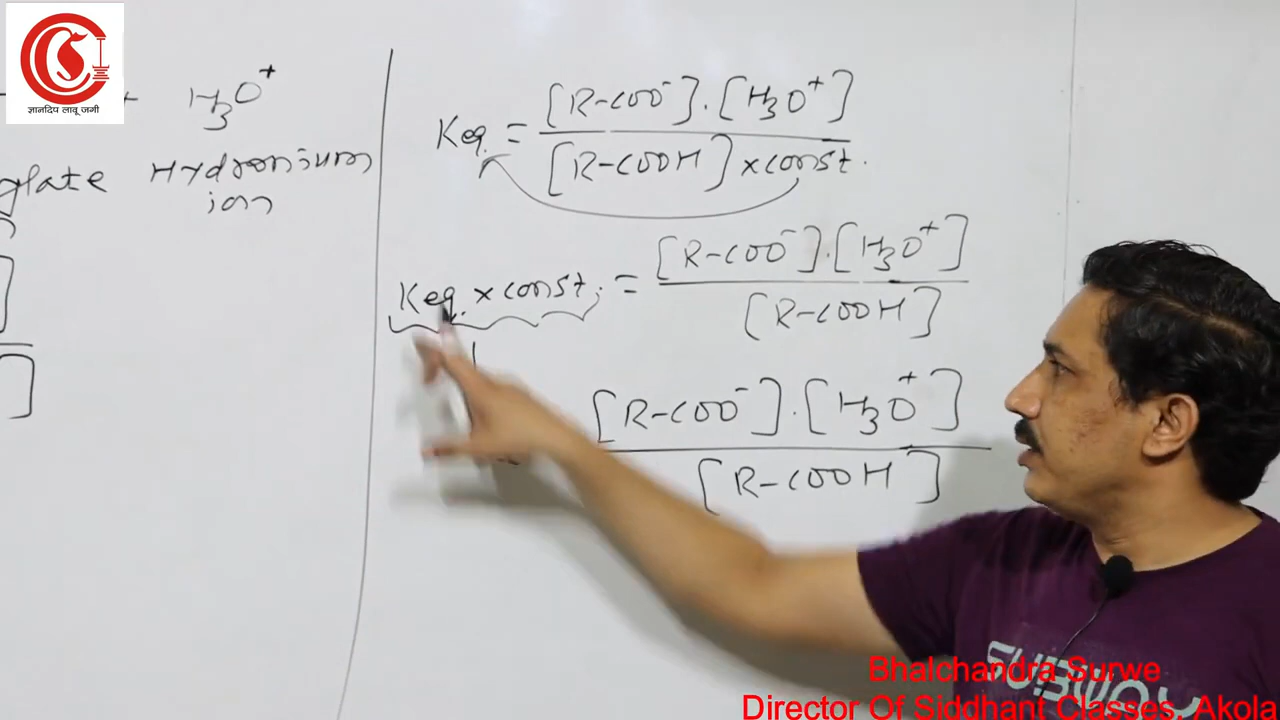 ज्ञानदिप लावू जगी
+ H₃O⁺
Hydronium
ion
Keq. = [R-COO⁻].[H₃O⁺]
[R-COOH] x const.
Keq. x const. = [R-COO⁻].[H₃O⁺]
[R-COOH]
[R-COO⁻].[H₃O⁺]
[R-COOH]
SUBWAY
Bhalchandra Surwe
Director Of Siddhant Classes, Akola